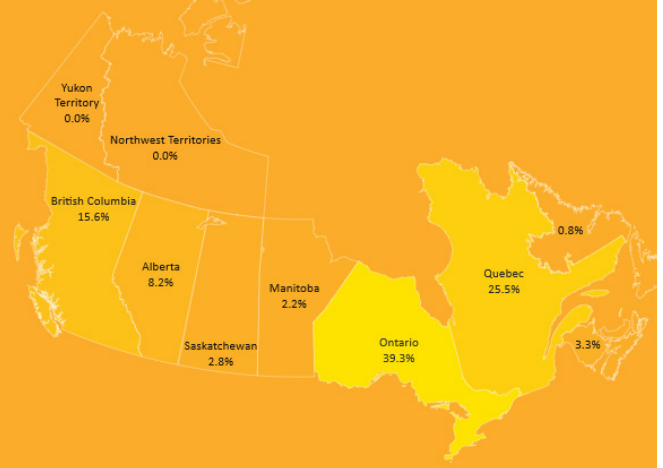 Yukon
Territory
0.0%
Northwest Territories
0.0%
British Columbia
15.6%
Alberta
8.2%
Saskatchewan
2.8%
Manitoba
2.2%
Ontario
39.3%
Quebec
25.5%
0.8%
3.3%